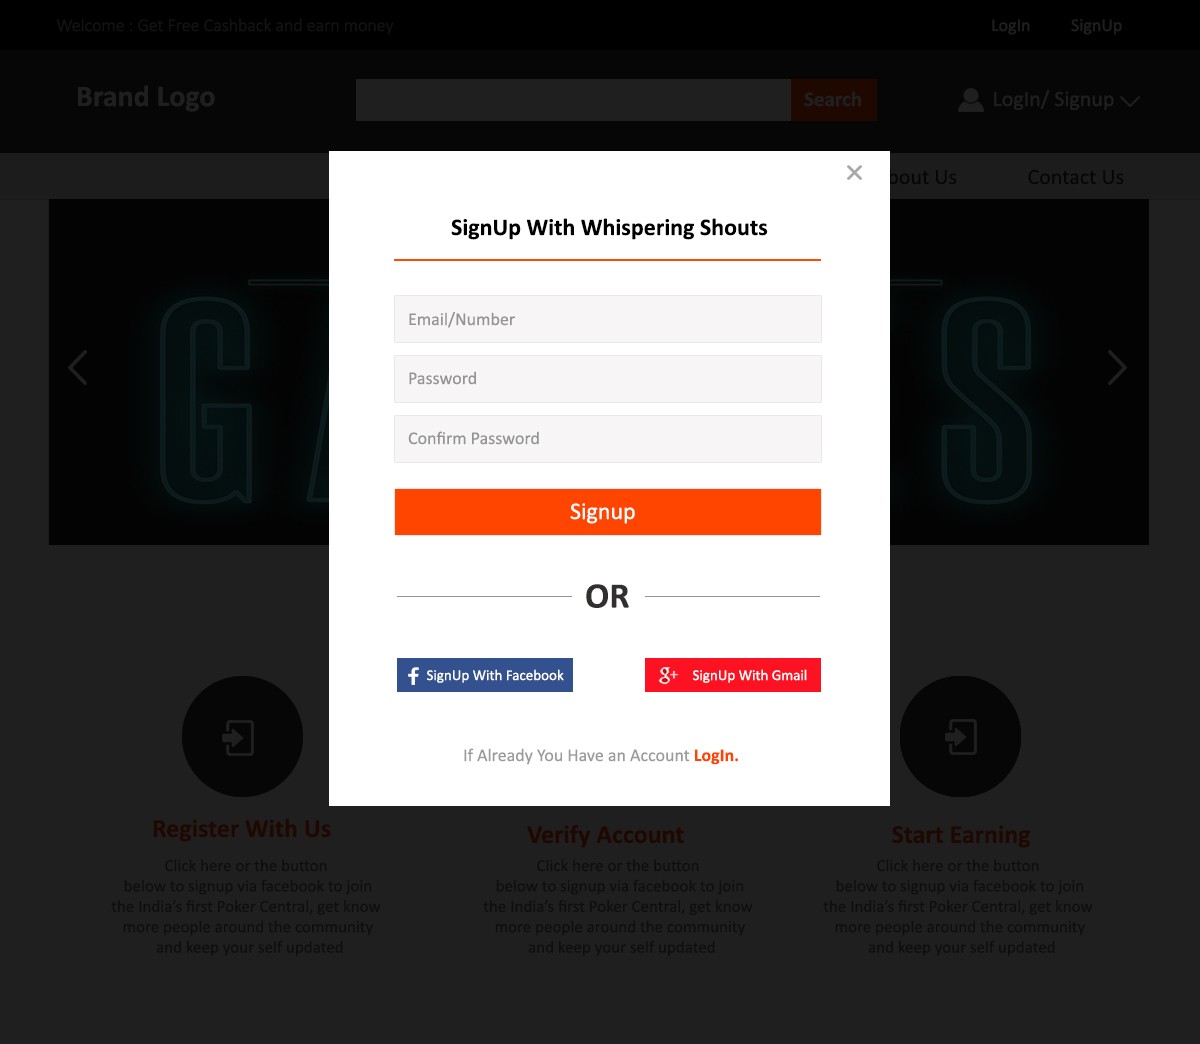 Welcome : Get Free Cashback and earn money
LogIn
SignUp
Brand Logo
Search
LogIn/ Signup
bout Us
Contact Us
SignUp With Whispering Shouts
Email/Number
Password
Confirm Password
Signup
OR
f SignUp With Facebook
g+ SignUp With Gmail
If Already You Have an Account LogIn.
Register With Us
Click here or the button
below to signup via facebook to join
the India's first Poker Central, get know
more people around the community
and keep your self updated
Verify Account
Click here or the button
below to signup via facebook to join
the India's first Poker Central, get know
more people around the community
and keep your self updated
Start Earning
Click here or the button
below to signup via facebook to join
the India's first Poker Central, get know
more people around the community
and keep your self updated